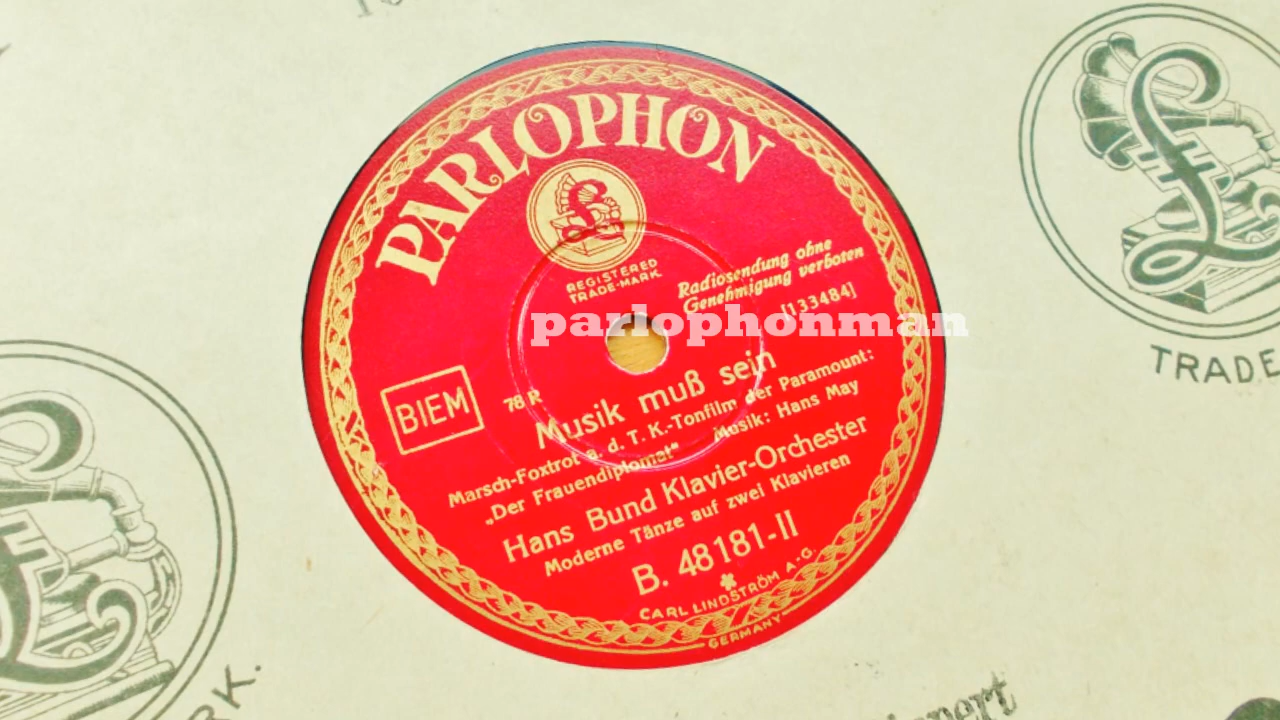 PARLOPHON
REGISTERED
TRADE-MARK
Radiosendung ohne
Genehmigung verboten
[133484]
parlophonman
BIEM
78 R
Musik muß sein
Marsch-Foxtrot a. d. T. K.-Tonfilm der Paramount:
„Der Frauendiplomat“ Musik: Hans May
Hans Bund Klavier-Orchester
Moderne Tänze auf zwei Klavieren
B. 48181-II
CARL LINDSTRÖM A.-G.
GERMANY
TRADE
RK.